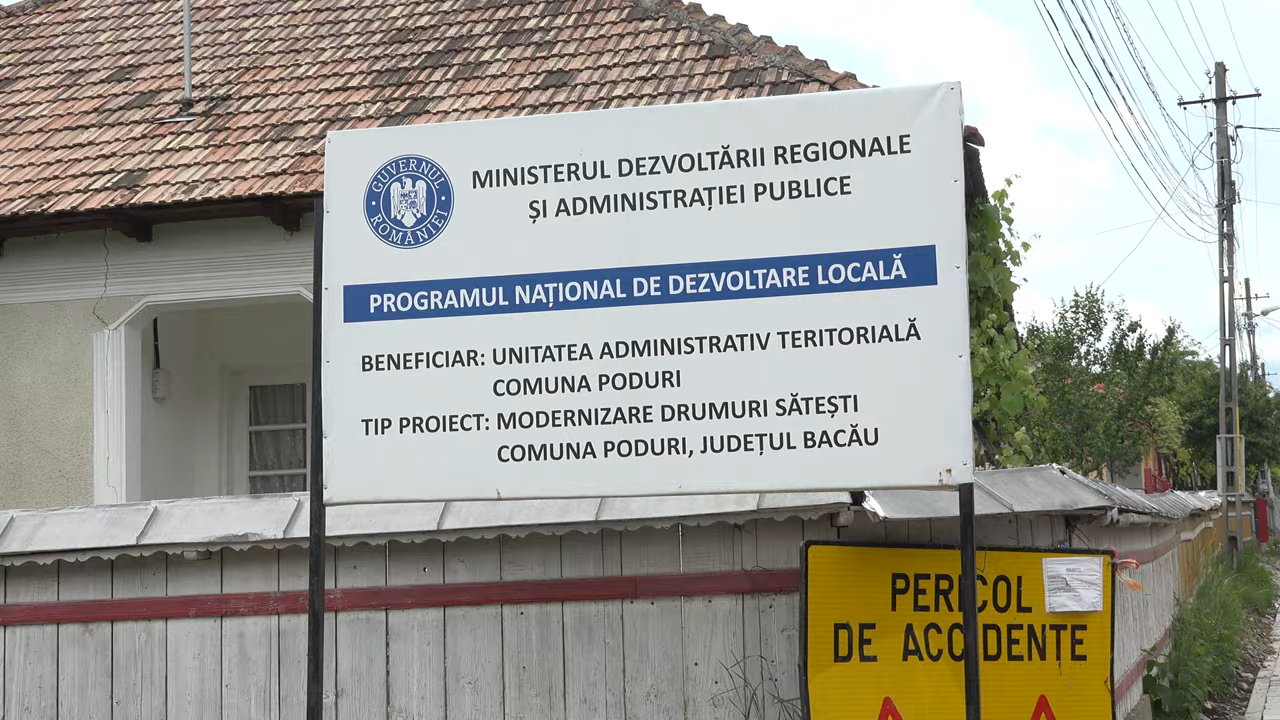 GUVERNUL
ROMÂNIEI
MINISTERUL DEZVOLTĂRII REGIONALE
ȘI ADMINISTRAȚIEI PUBLICE
PROGRAMUL NAȚIONAL DE DEZVOLTARE LOCALĂ
BENEFICIAR: UNITATEA ADMINISTRATIV TERITORIALĂ
COMUNA PODURI
TIP PROIECT: MODERNIZARE DRUMURI SĂTEȘTI
COMUNA PODURI, JUDEȚUL BACĂU
PERICOL
DE ACCIDENTE